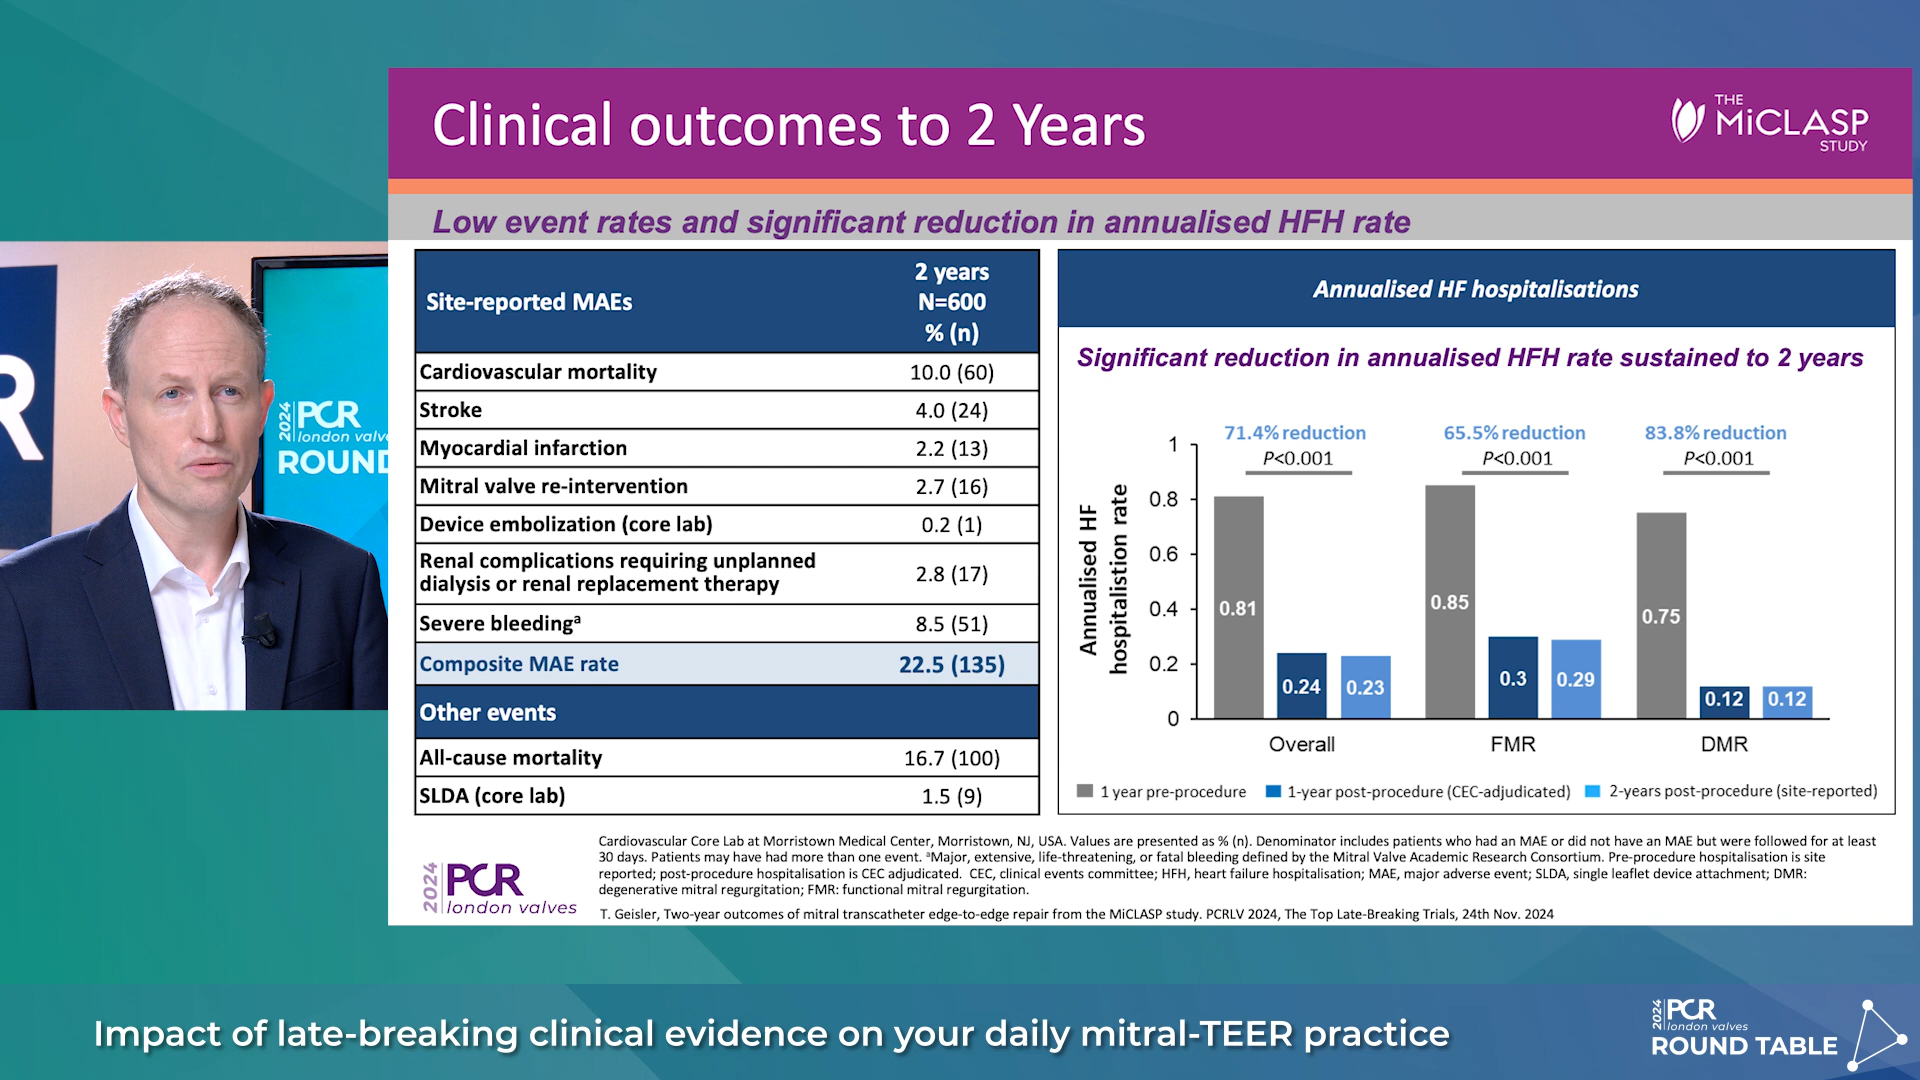 Clinical outcomes to 2 Years
THE
MiCLASP
STUDY
Low event rates and significant reduction in annualised HFH rate
Site-reported MAEs
2 years
N=600
% (n)
Cardiovascular mortality 10.0 (60)
Stroke 4.0 (24)
Myocardial infarction 2.2 (13)
Mitral valve re-intervention 2.7 (16)
Device embolization (core lab) 0.2 (1)
Renal complications requiring unplanned
dialysis or renal replacement therapy 2.8 (17)
Severe bleedingᵃ 8.5 (51)
Composite MAE rate 22.5 (135)
Other events
All-cause mortality 16.7 (100)
SLDA (core lab) 1.5 (9)
Annualised HF hospitalisations
Significant reduction in annualised HFH rate sustained to 2 years
71.4% reduction 65.5% reduction 83.8% reduction
P<0.001 P<0.001 P<0.001
Annualised HF
hospitalistion rate
1
0.8
0.6
0.4
0.2
0
0.81 0.24 0.23
0.85 0.3 0.29
0.75 0.12 0.12
Overall FMR DMR
1 year pre-procedure 1-year post-procedure (CEC-adjudicated) 2-years post-procedure (site-reported)
Cardiovascular Core Lab at Morristown Medical Center, Morristown, NJ, USA. Values are presented as % (n). Denominator includes patients who had an MAE or did not have an MAE but were followed for at least
30 days. Patients may have had more than one event. ᵃMajor, extensive, life-threatening, or fatal bleeding defined by the Mitral Valve Academic Research Consortium. Pre-procedure hospitalisation is site
reported; post-procedure hospitalisation is CEC adjudicated. CEC, clinical events committee; HFH, heart failure hospitalisation; MAE, major adverse event; SLDA, single leaflet device attachment; DMR:
degenerative mitral regurgitation; FMR: functional mitral regurgitation.
T. Geisler, Two-year outcomes of mitral transcatheter edge-to-edge repair from the MiCLASP study. PCRLV 2024, The Top Late-Breaking Trials, 24th Nov. 2024
2024 PCR
london valves
R
2024 PCR
london valve
ROUND
Impact of late-breaking clinical evidence on your daily mitral-TEER practice
2024 PCR
london valves
ROUND TABLE